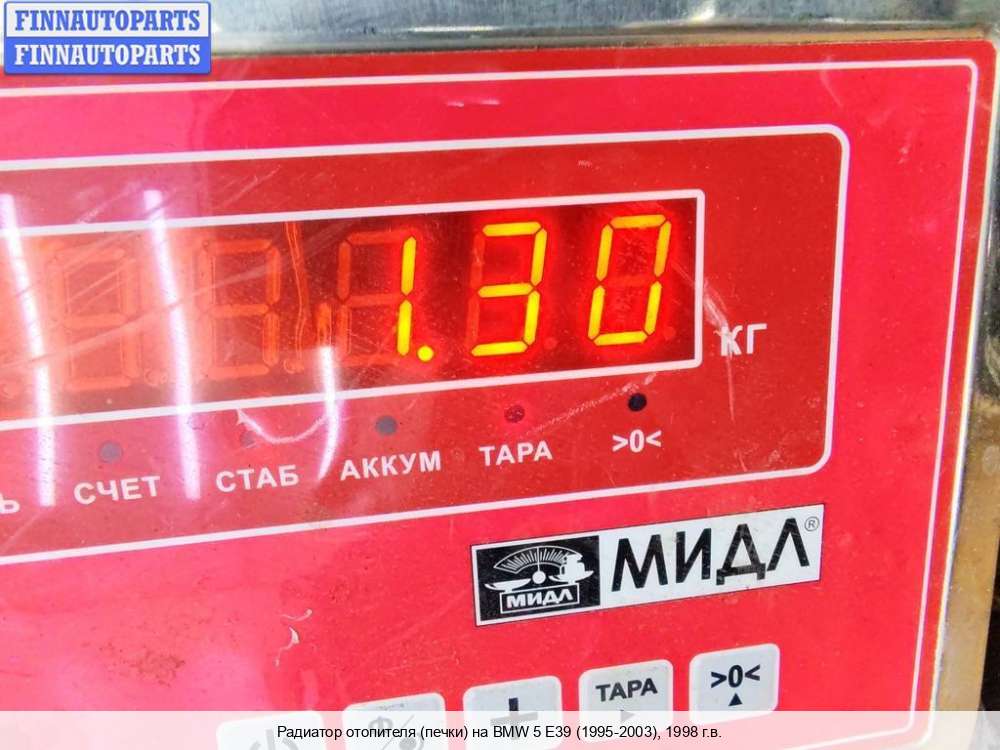 FINNAUTOPARTS
FINNAUTOPARTS
1.30
КГ
Ь СЧЕТ СТАБ АККУМ ТАРА >0<
МИДЛ®
МИДЛ
ТАРА >0<
Радиатор отопителя (печки) на BMW 5 E39 (1995-2003), 1998 г.в.